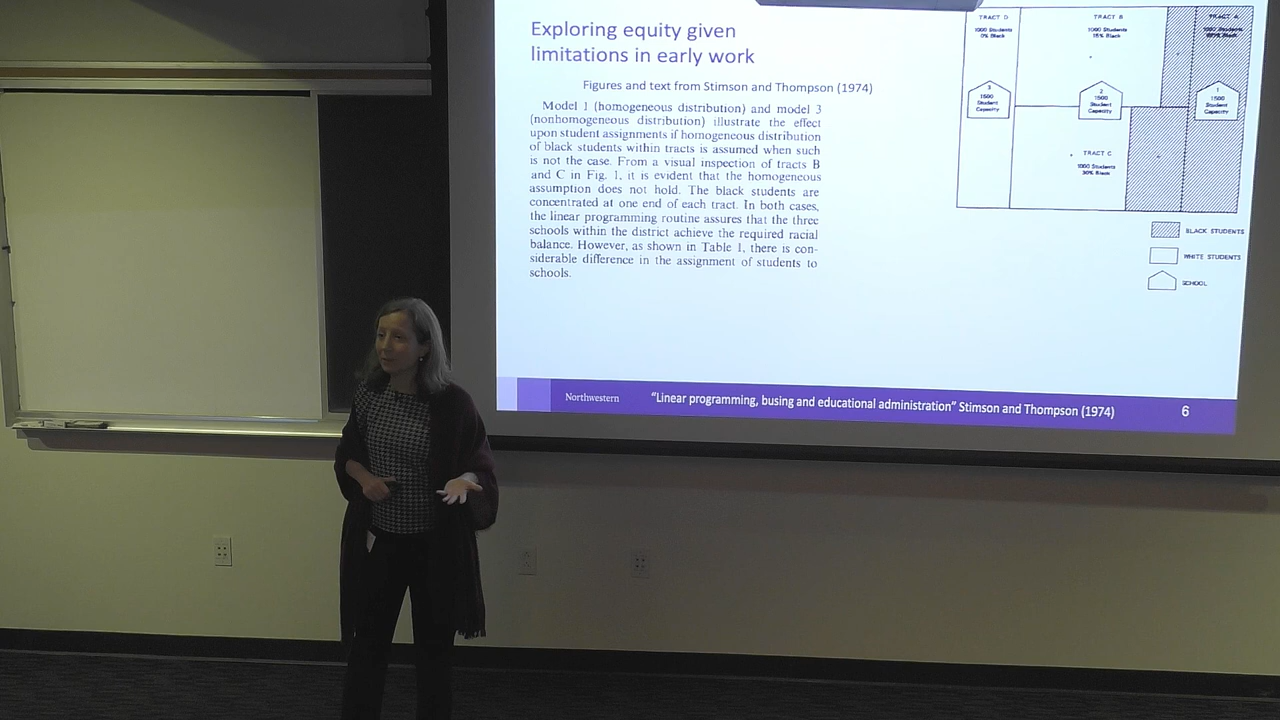 Exploring equity given
limitations in early work
Figures and text from Stimson and Thompson (1974)
Model 1 (homogeneous distribution) and model 3
(nonhomogeneous distribution) illustrate the effect
upon student assignments if homogeneous distribution
of black students within tracts is assumed when such
is not the case. From a visual inspection of tracts B
and C in Fig. 1, it is evident that the homogeneous
assumption does not hold. The black students are
concentrated at one end of each tract. In both cases,
the linear programming routine assures that the three
schools within the district achieve the required racial
balance. However, as shown in Table 1, there is con-
siderable difference in the assignment of students to
schools.
TRACT D
1000 Students
0% Black
TRACT B
1000 Students
15% Black
TRACT
1000 Students
Black
3
1500
Student
Capacity
2
1500
Student
Capacity
1
1500
Student
Capacity
TRACT C
1000 Students
30% Black
BLACK STUDENTS
WHITE STUDENTS
SCHOOL
Northwestern
"Linear programming, busing and educational administration" Stimson and Thompson (1974)
6